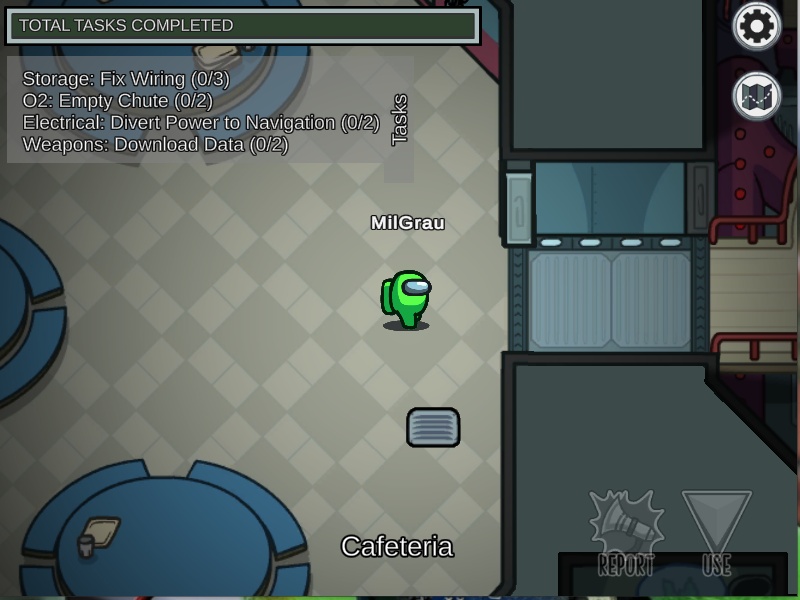 TOTAL TASKS COMPLETED
Storage: Fix Wiring (0/3)
O2: Empty Chute (0/2)
Electrical: Divert Power to Navigation (0/2)
Weapons: Download Data (0/2)
Tasks
MilGrau
Cafeteria
REPORT
USE